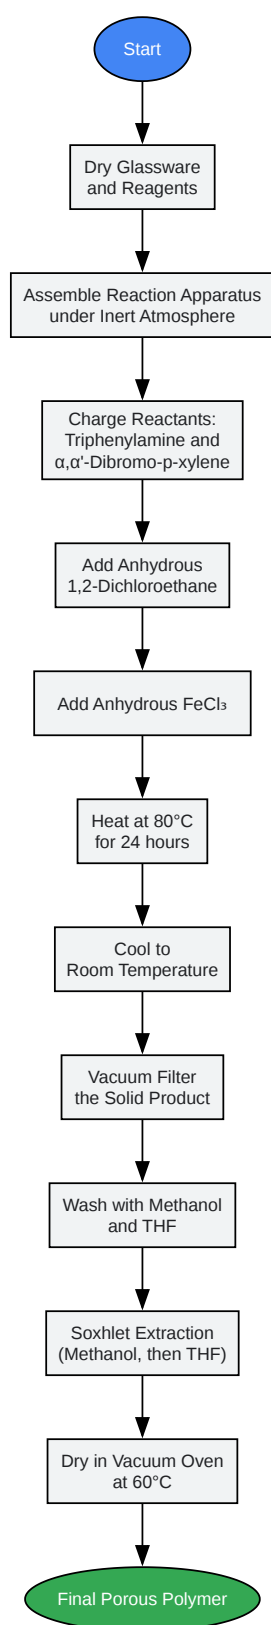 Start
Dry Glassware
and Reagents
Assemble Reaction Apparatus
under Inert Atmosphere
Charge Reactants:
Triphenylamine and
α,α'-Dibromo-p-xylene
Add Anhydrous
1,2-Dichloroethane
Add Anhydrous FeCl₃
Heat at 80°C
for 24 hours
Cool to
Room Temperature
Vacuum Filter
the Solid Product
Wash with Methanol
and THF
Soxhlet Extraction
(Methanol, then THF)
Dry in Vacuum Oven
at 60°C
Final Porous Polymer